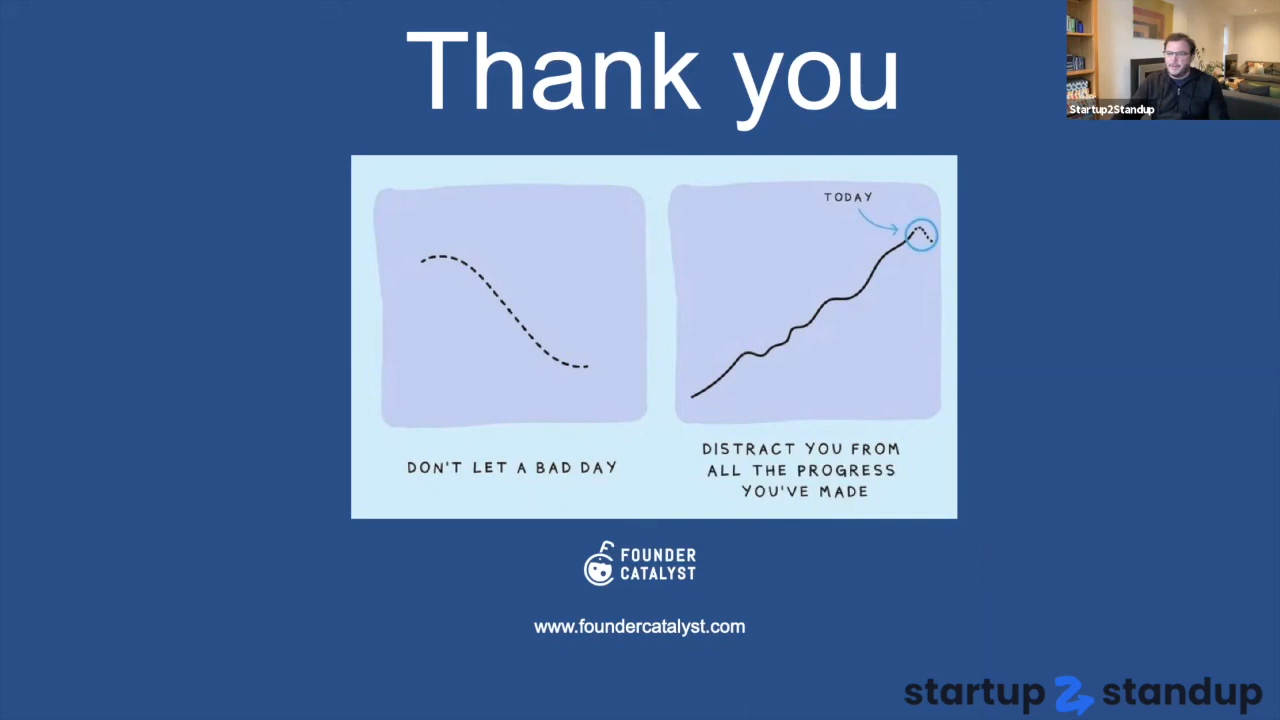 Thank you
Startup2Standup
TODAY
DON'T LET A BAD DAY
DISTRACT YOU FROM
ALL THE PROGRESS
YOU'VE MADE
FOUNDER
CATALYST
www.foundercatalyst.com
startup 2 standup